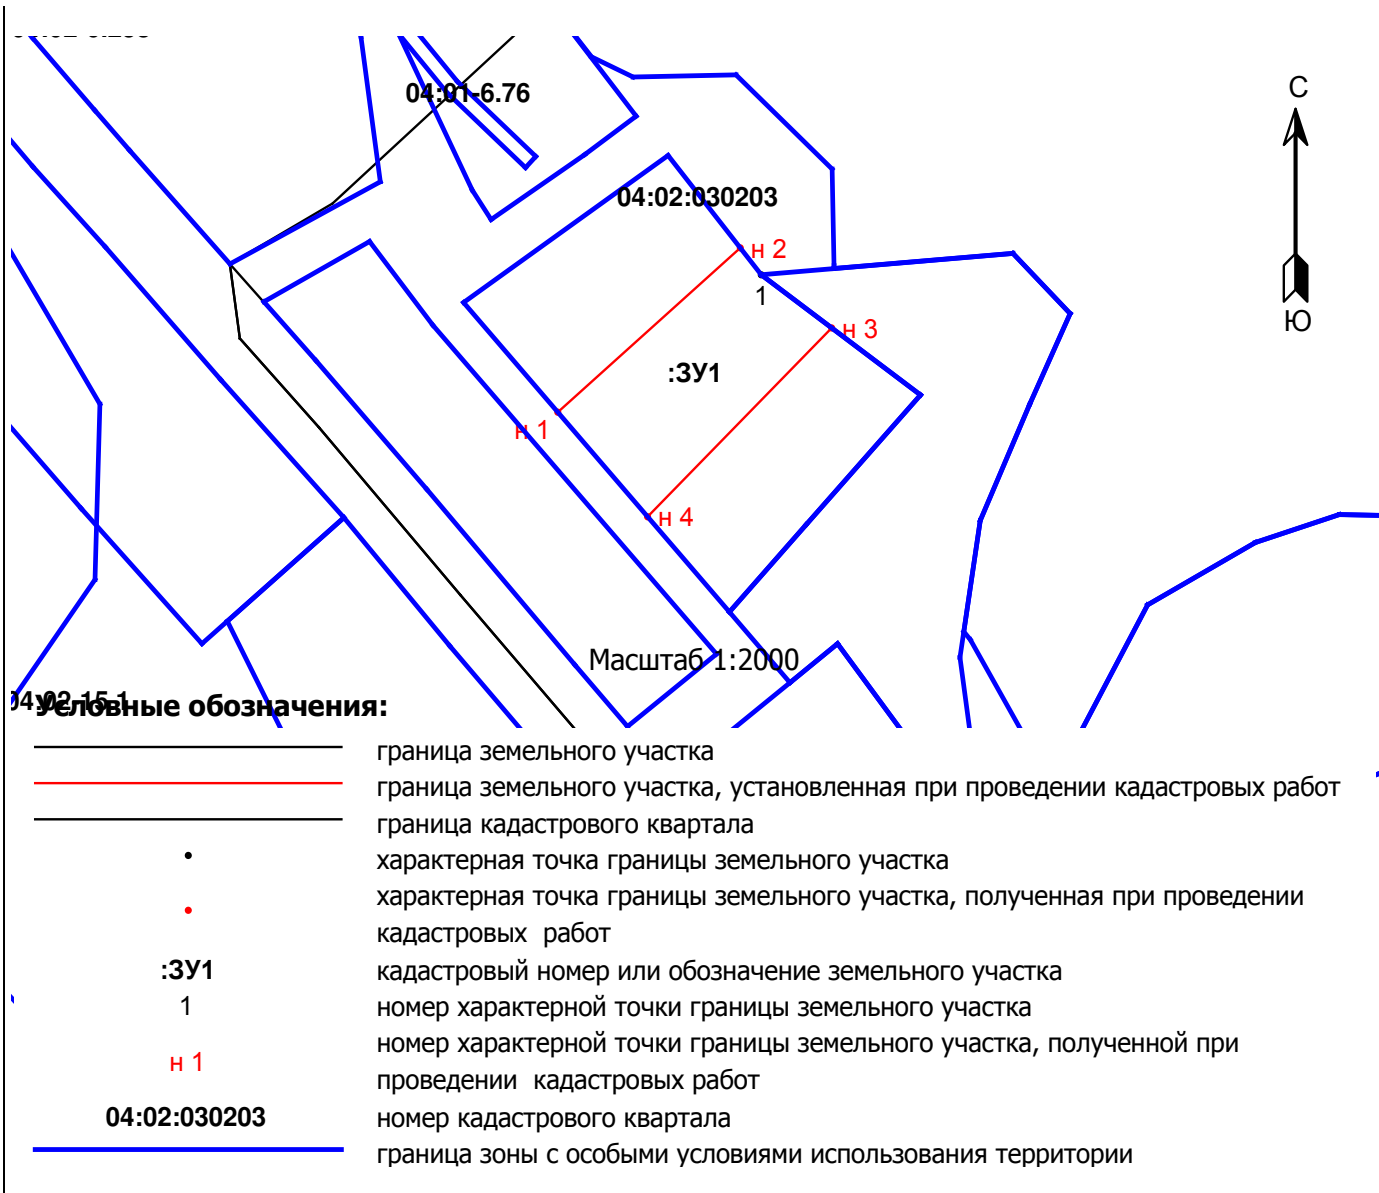 04:01-6.76
С
04:02:030203
н 2
1
н 3
Ю
:ЗУ1
н 1
н 4
Масштаб 1:2000
04:02-15.1
Условные обозначения:
граница земельного участка
граница земельного участка, установленная при проведении кадастровых работ
граница кадастрового квартала
характерная точка границы земельного участка
характерная точка границы земельного участка, полученная при проведении
кадастровых работ
:ЗУ1 кадастровый номер или обозначение земельного участка
1 номер характерной точки границы земельного участка
номер характерной точки границы земельного участка, полученной при
н 1
проведении кадастровых работ
04:02:030203 номер кадастрового квартала
граница зоны с особыми условиями использования территории